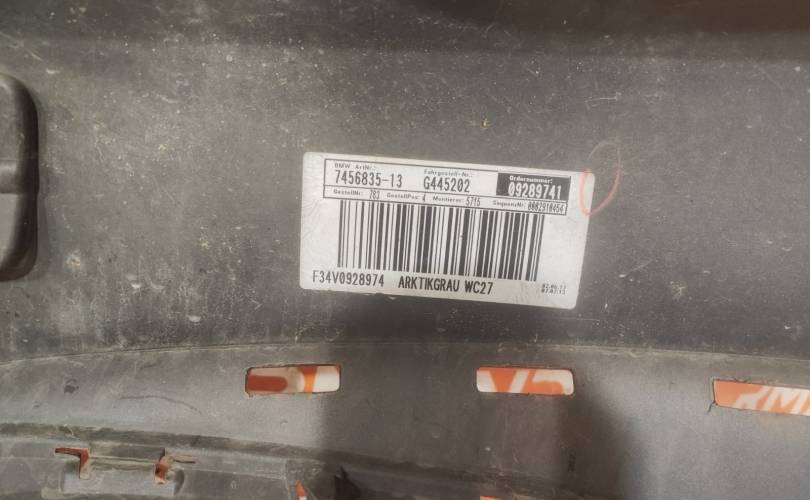 BMW ArtNr.: Fahrgestell-Nr.: Ordernummer:
7456835-13 G445202 09289741
GestellNr: 783 GestellPos: 4 Montierer: 5715 SequenzNr: 0082910454
F34V0928974 ARKTIKGRAU WC27